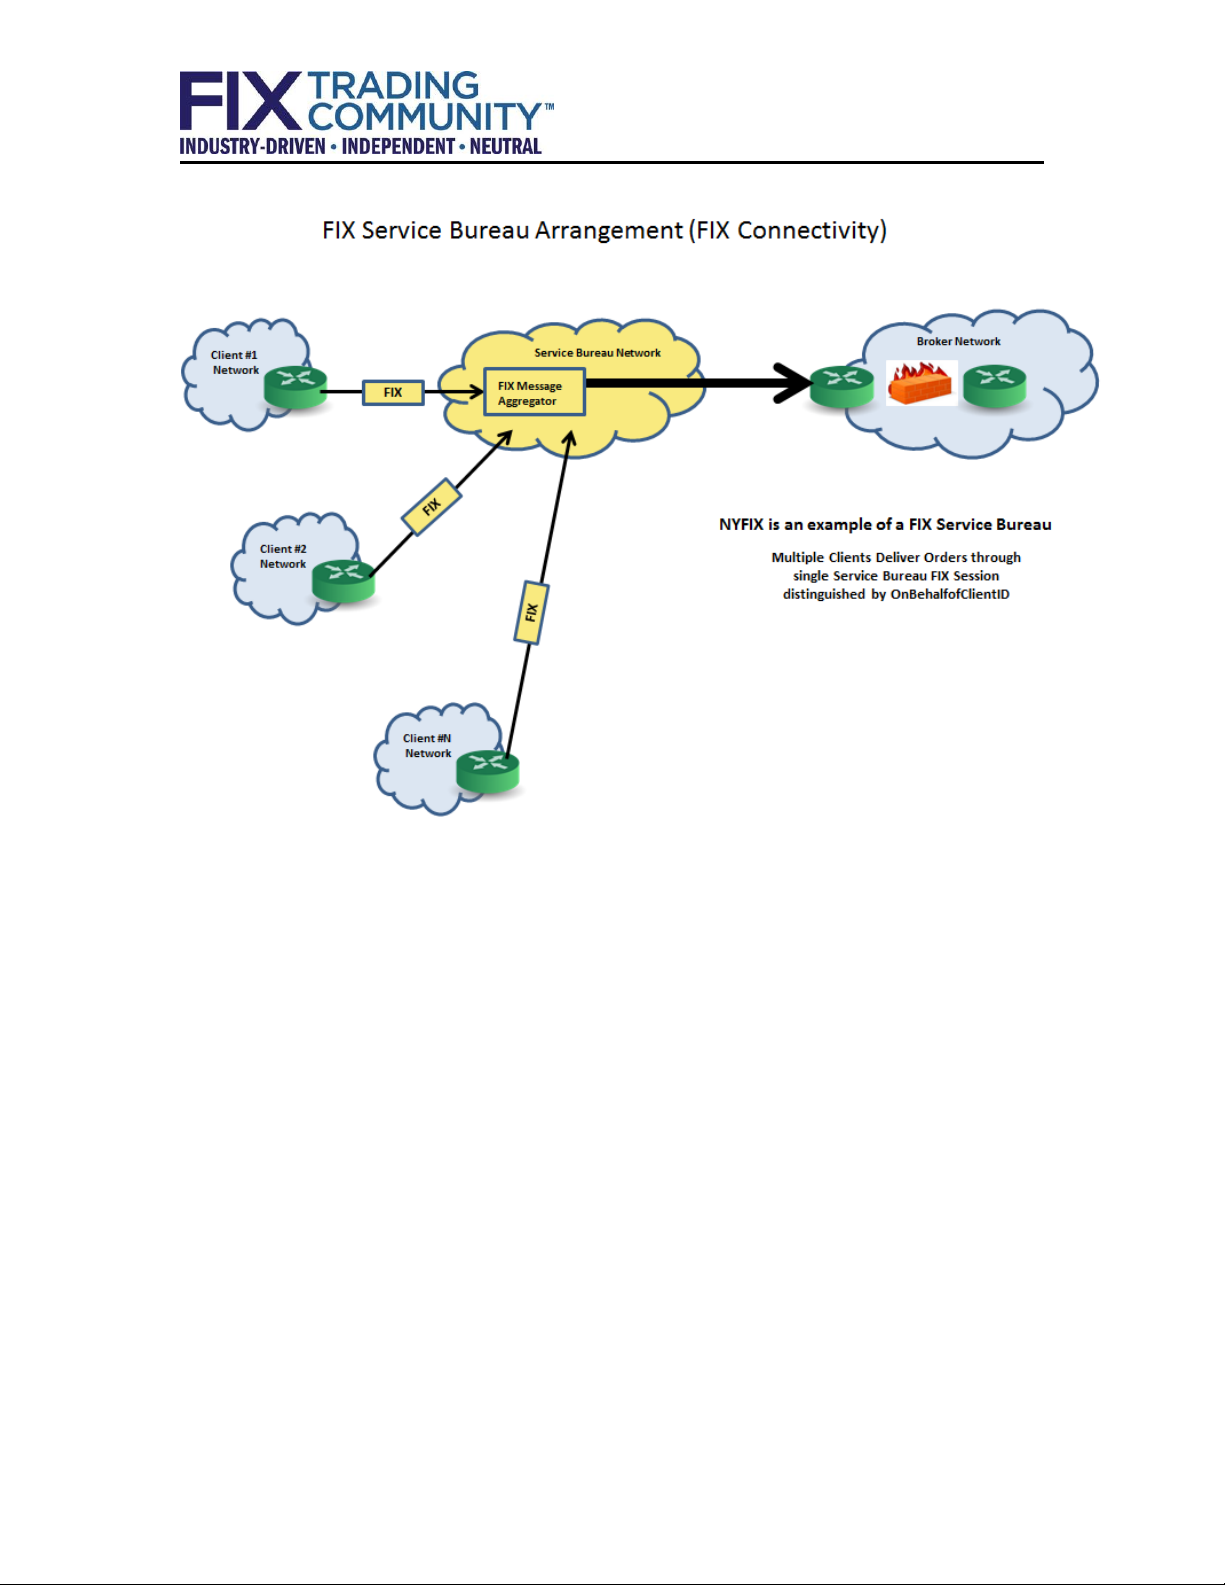 FIX TRADING
COMMUNITY™
INDUSTRY-DRIVEN • INDEPENDENT • NEUTRAL
FIX Service Bureau Arrangement (FIX Connectivity)
Client #1
Network
FIX
Service Bureau Network
FIX Message
Aggregator
Broker Network
Client #2
Network
FIX
NYFIX is an example of a FIX Service Bureau
Multiple Clients Deliver Orders through
single Service Bureau FIX Session
distinguished by OnBehalfofClientID
FIX
Client #N
Network